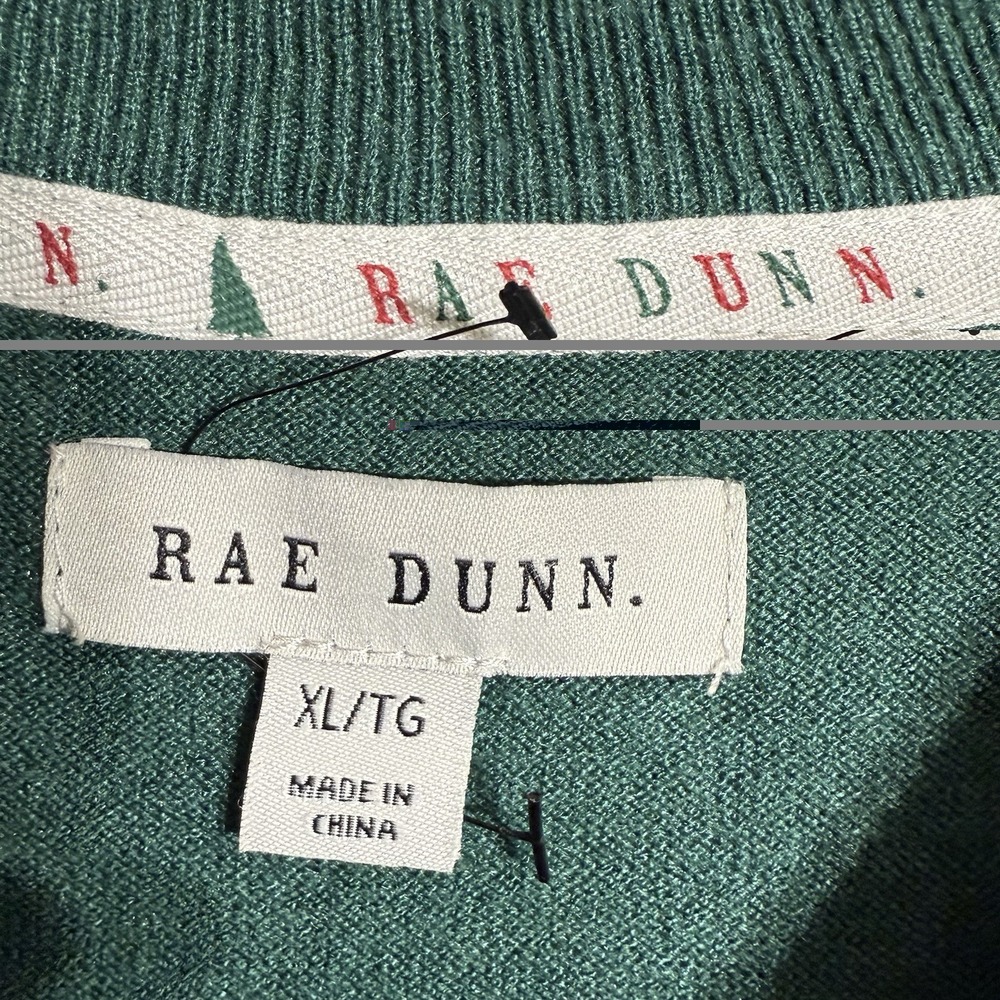 N. RAE DUNN.
RAE DUNN.
XL/TG
MADE IN
CHINA